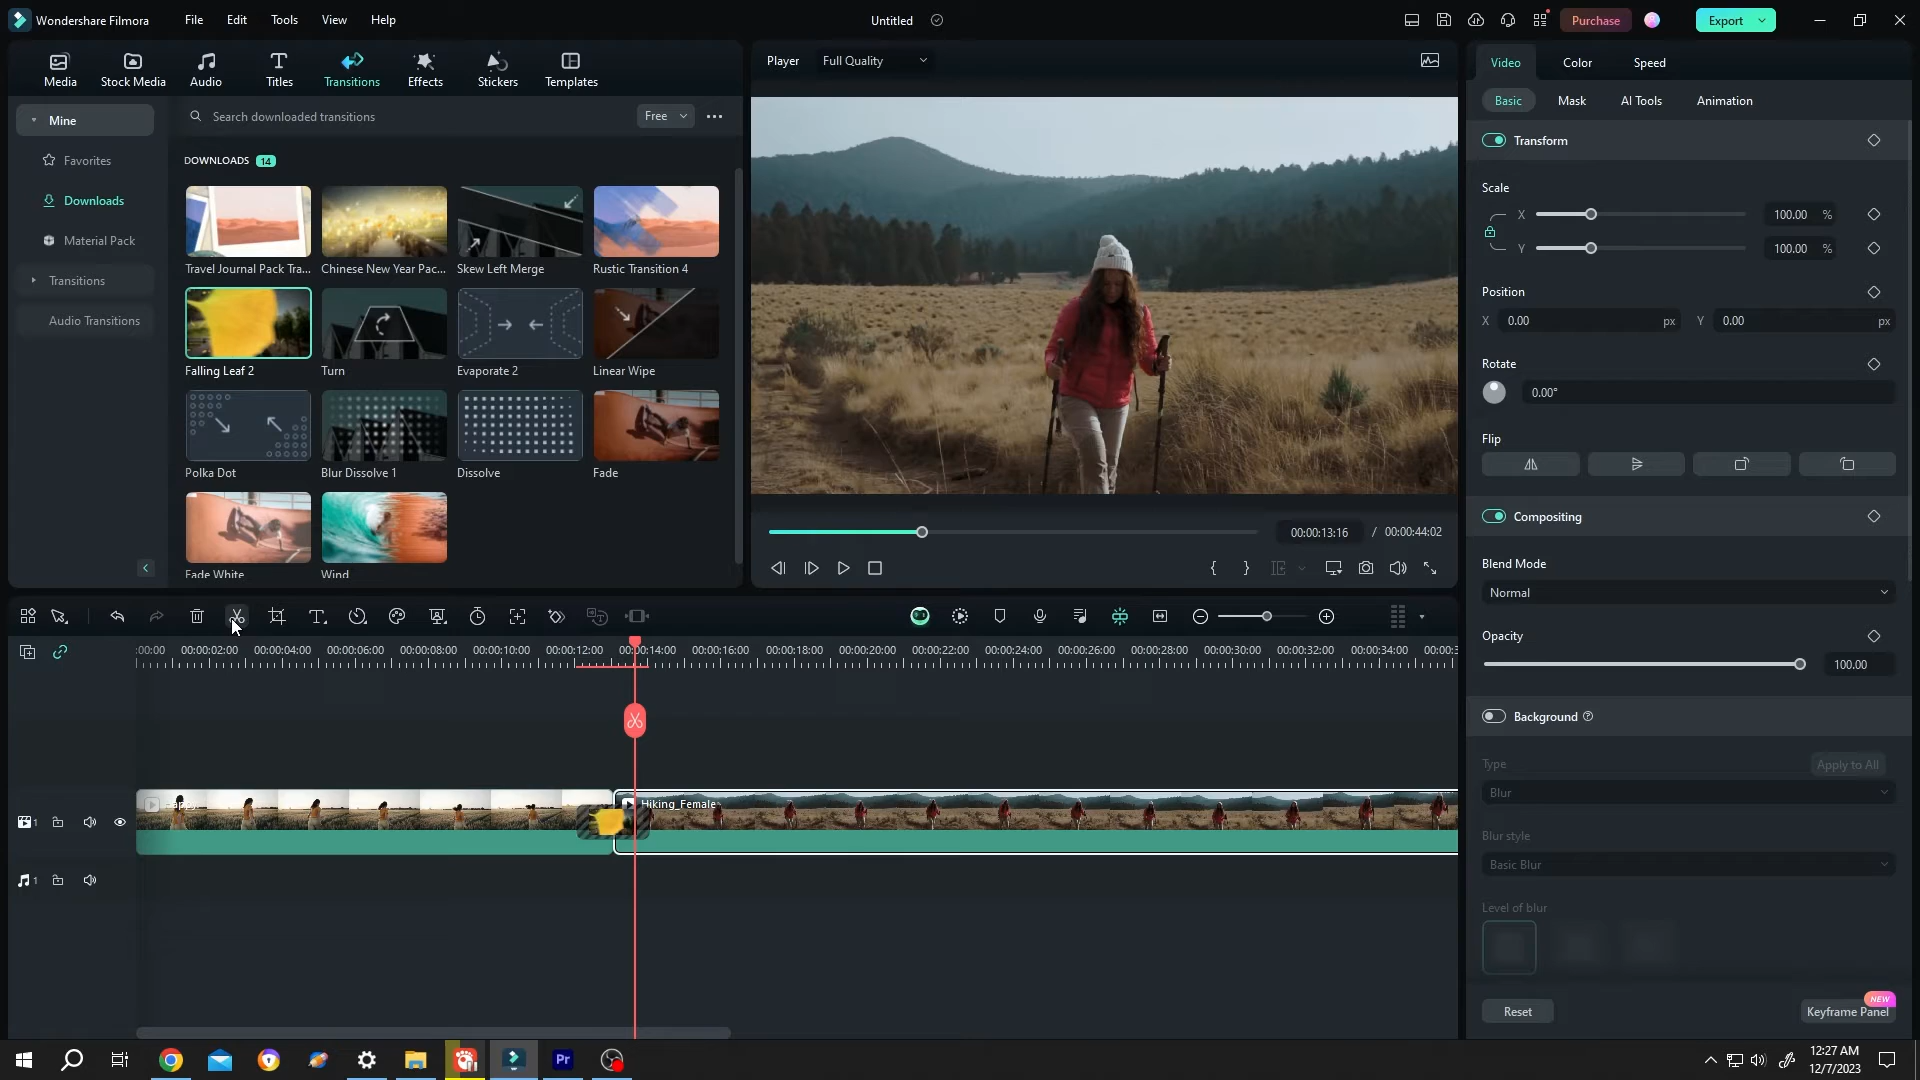 Wondershare Filmora
File
Edit
Tools
View
Help
Untitled
Purchase
Export
Media
Stock Media
Audio
Titles
Transitions
Effects
Stickers
Templates
Mine
Favorites
Downloads
Material Pack
Transitions
Audio Transitions
Search downloaded transitions
Free
DOWNLOADS 14
Travel Journal Pack Tra...
Chinese New Year Pac...
Skew Left Merge
Rustic Transition 4
Falling Leaf 2
Turn
Evaporate 2
Linear Wipe
Polka Dot
Blur Dissolve 1
Dissolve
Fade
Fade White
Wind
Player
Full Quality
00:00:13:16 / 00:00:44:02
Video
Color
Speed
Basic
Mask
AI Tools
Animation
Transform
Scale
X 100.00 %
Y 100.00 %
Position
X 0.00 px Y 0.00 px
Rotate
0.00°
Flip
Compositing
Blend Mode
Normal
Opacity
100.00
Background
Type
Apply to All
Blur
Blur style
Basic Blur
Level of blur
Reset
NEW
Keyframe Panel
:00:00 00:00:02:00 00:00:04:00 00:00:06:00 00:00:08:00 00:00:10:00 00:00:12:00 00:00:14:00 00:00:16:00 00:00:18:00 00:00:20:00 00:00:22:00 00:00:24:00 00:00:26:00 00:00:28:00 00:00:30:00 00:00:32:00 00:00:34:00 00:00:3
Hiking_Female
1
1
Pr
12:27 AM
12/7/2023